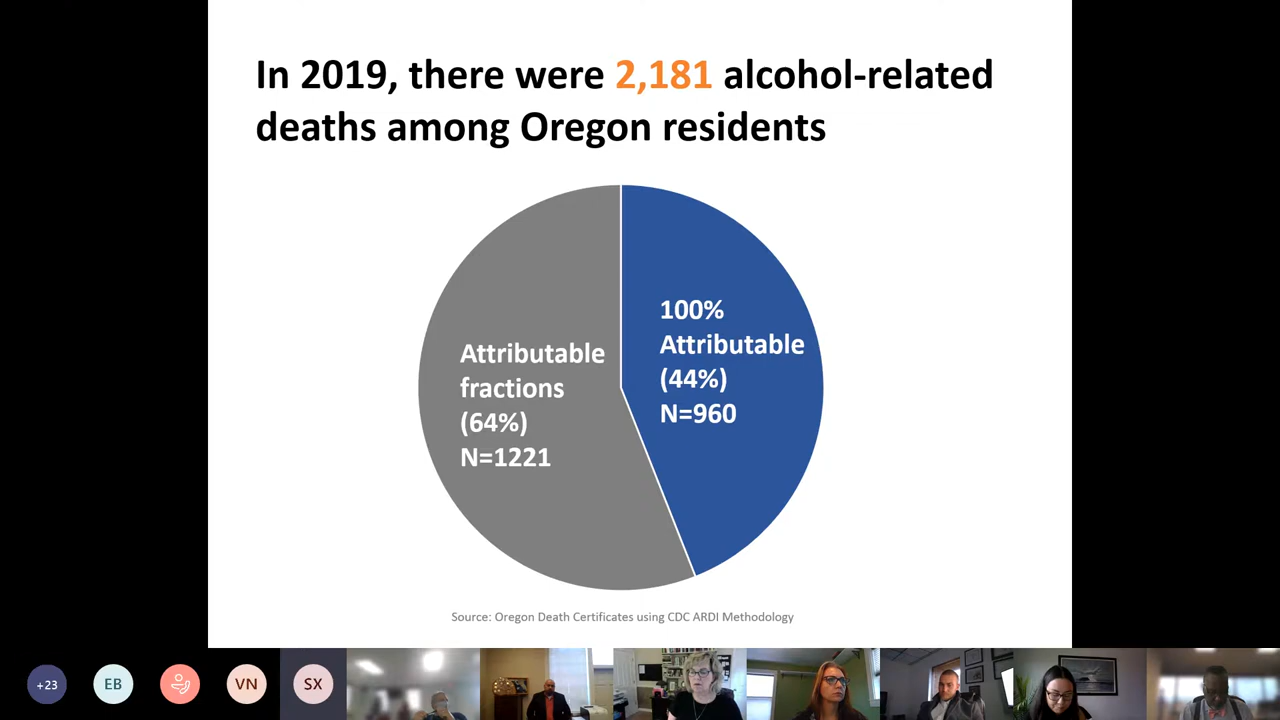 In 2019, there were 2,181 alcohol-related
deaths among Oregon residents
100%
Attributable
(44%)
N=960
Attributable
fractions
(64%)
N=1221
Source: Oregon Death Certificates using CDC ARDI Methodology
+23
EB
VN
SX